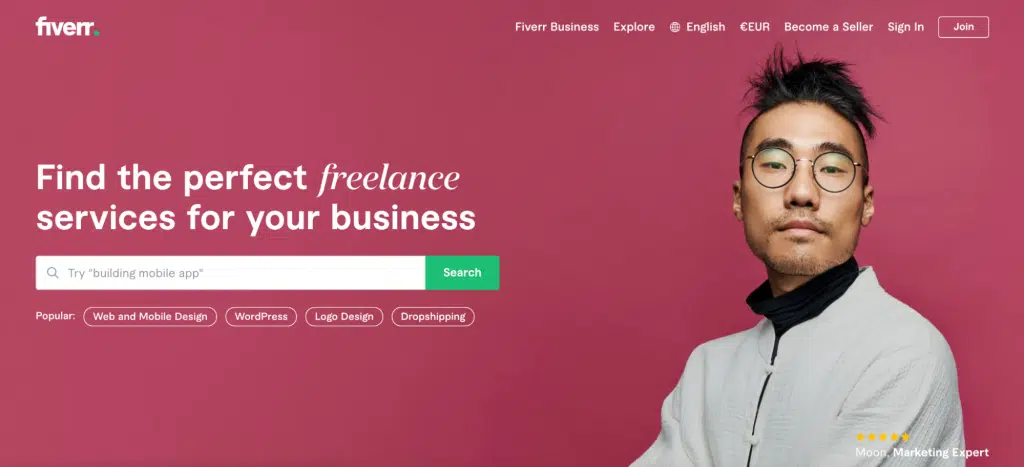 fiverr.
Fiverr Business Explore English €EUR Become a Seller Sign In Join
Find the perfect freelance
services for your business
Try "building mobile app" Search
Popular: Web and Mobile Design WordPress Logo Design Dropshipping
Moon, Marketing Expert